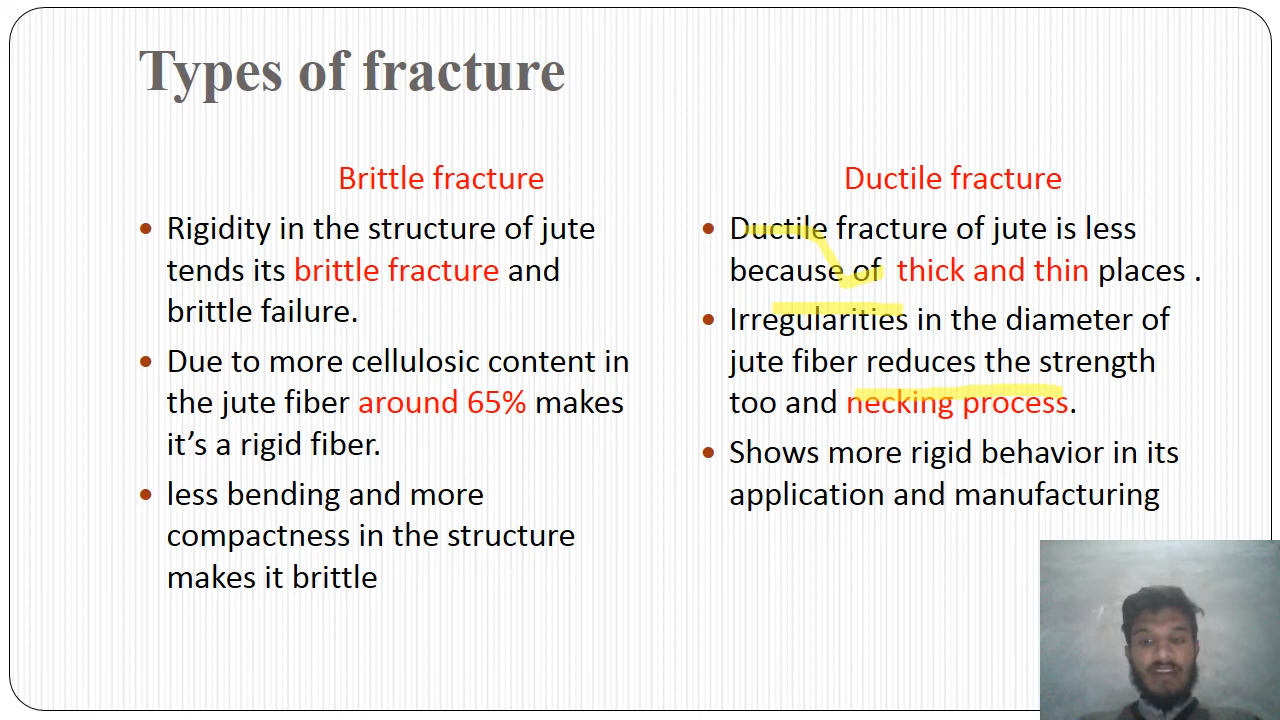 Types of fracture
Brittle fracture
• Rigidity in the structure of jute
tends its brittle fracture and
brittle failure.
• Due to more cellulosic content in
the jute fiber around 65% makes
it’s a rigid fiber.
• less bending and more
compactness in the structure
makes it brittle
Ductile fracture
• Ductile fracture of jute is less
because of  thick and thin places .
• Irregularities in the diameter of
jute fiber reduces the strength
too and necking process.
• Shows more rigid behavior in its
application and manufacturing